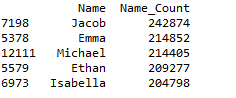 Name Name_Count
7198 Jacob 242874
5378 Emma 214852
12111 Michael 214405
5579 Ethan 209277
6973 Isabella 204798